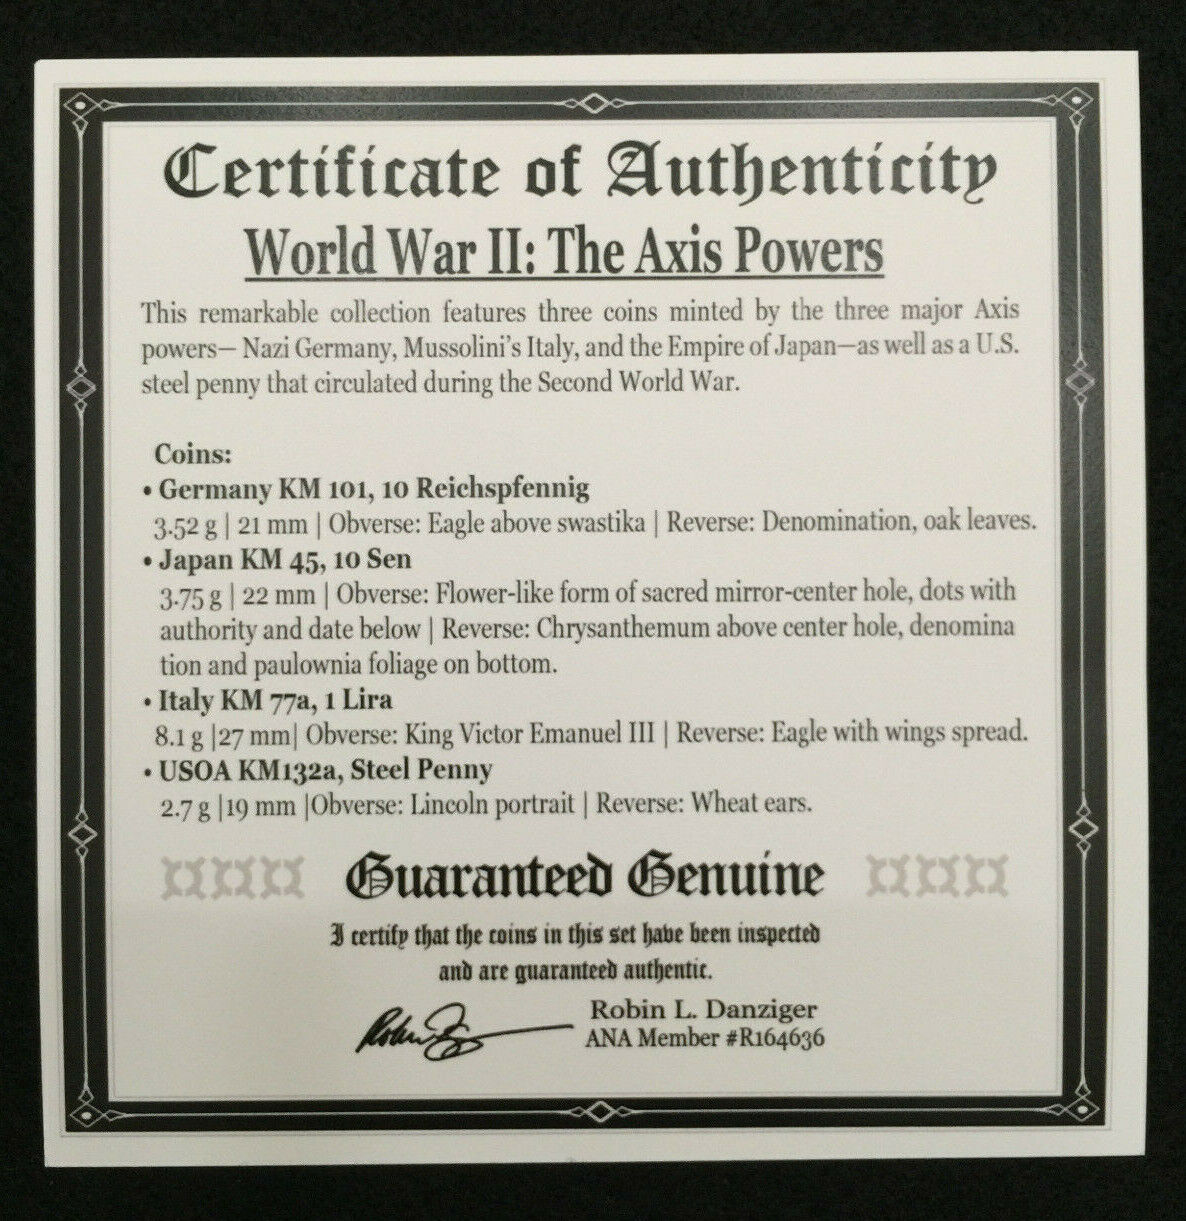 Certificate of Authenticity
World War II: The Axis Powers
This remarkable collection features three coins minted by the three major Axis
powers— Nazi Germany, Mussolini's Italy, and the Empire of Japan—as well as a U.S.
steel penny that circulated during the Second World War.
Coins:
• Germany KM 101, 10 Reichspfennig
3.52 g | 21 mm | Obverse: Eagle above swastika | Reverse: Denomination, oak leaves.
• Japan KM 45, 10 Sen
3.75 g | 22 mm | Obverse: Flower-like form of sacred mirror-center hole, dots with
authority and date below | Reverse: Chrysanthemum above center hole, denomina
tion and paulownia foliage on bottom.
• Italy KM 77a, 1 Lira
8.1 g |27 mm| Obverse: King Victor Emanuel III | Reverse: Eagle with wings spread.
• USOA KM132a, Steel Penny
2.7 g |19 mm |Obverse: Lincoln portrait | Reverse: Wheat ears.
Guaranteed Genuine
I certify that the coins in this set have been inspected
and are guaranteed authentic.
Robin L. Danziger
ANA Member #R164636